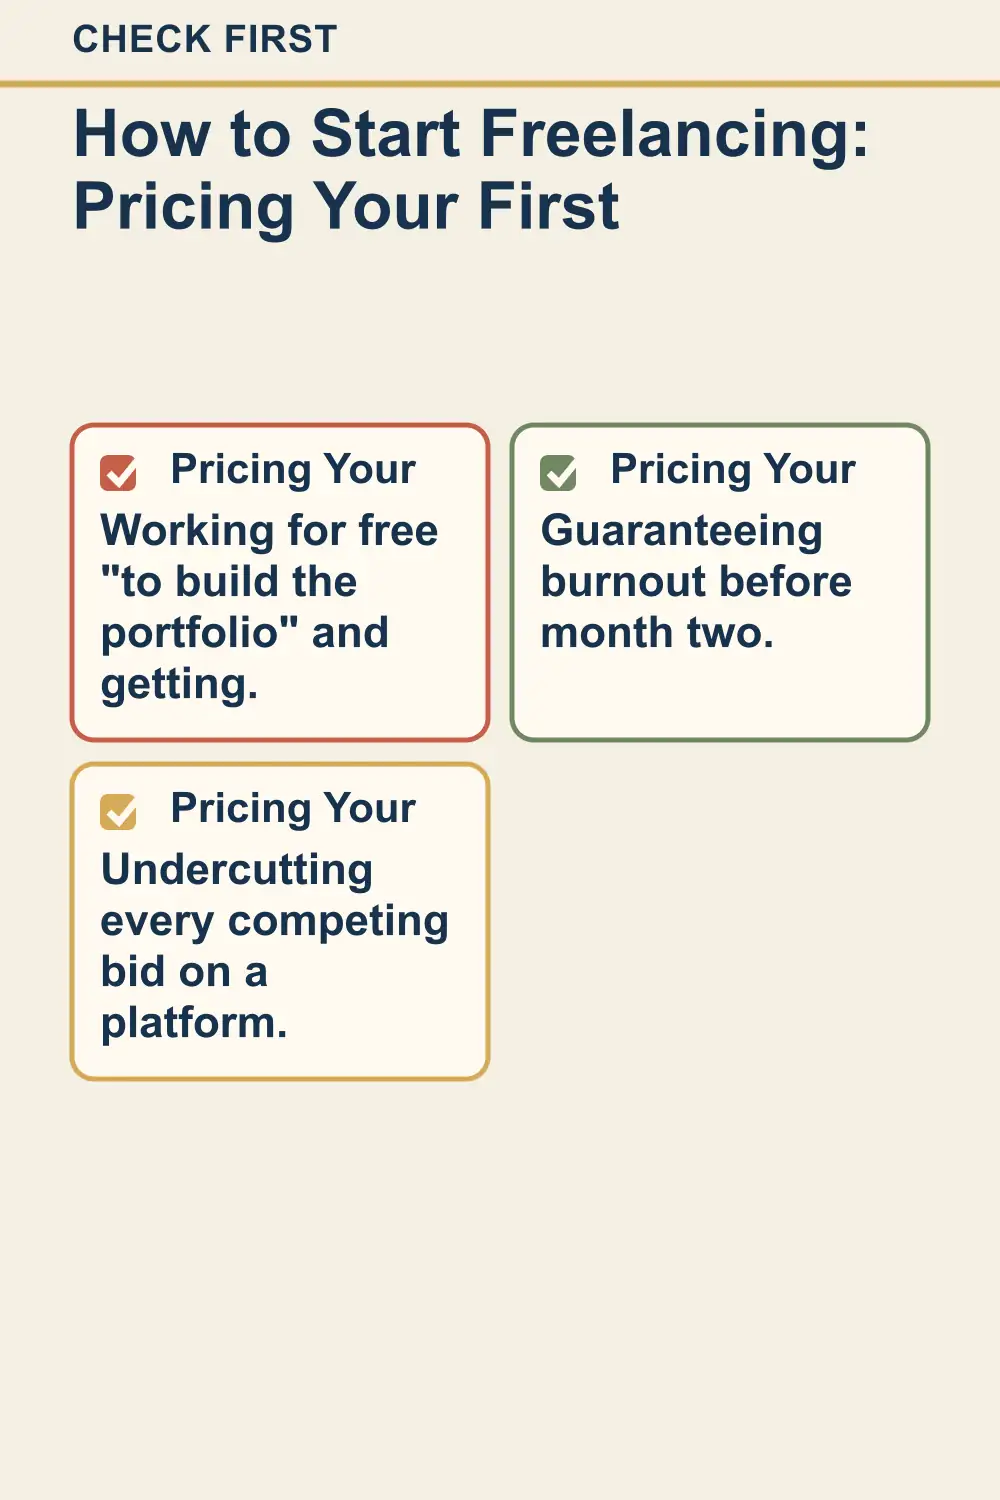 CHECK FIRST
How to Start Freelancing:
Pricing Your First
Pricing Your
Working for free
"to build the
portfolio" and
getting.
Pricing Your
Guaranteeing
burnout before
month two.
Pricing Your
Undercutting
every competing
bid on a
platform.